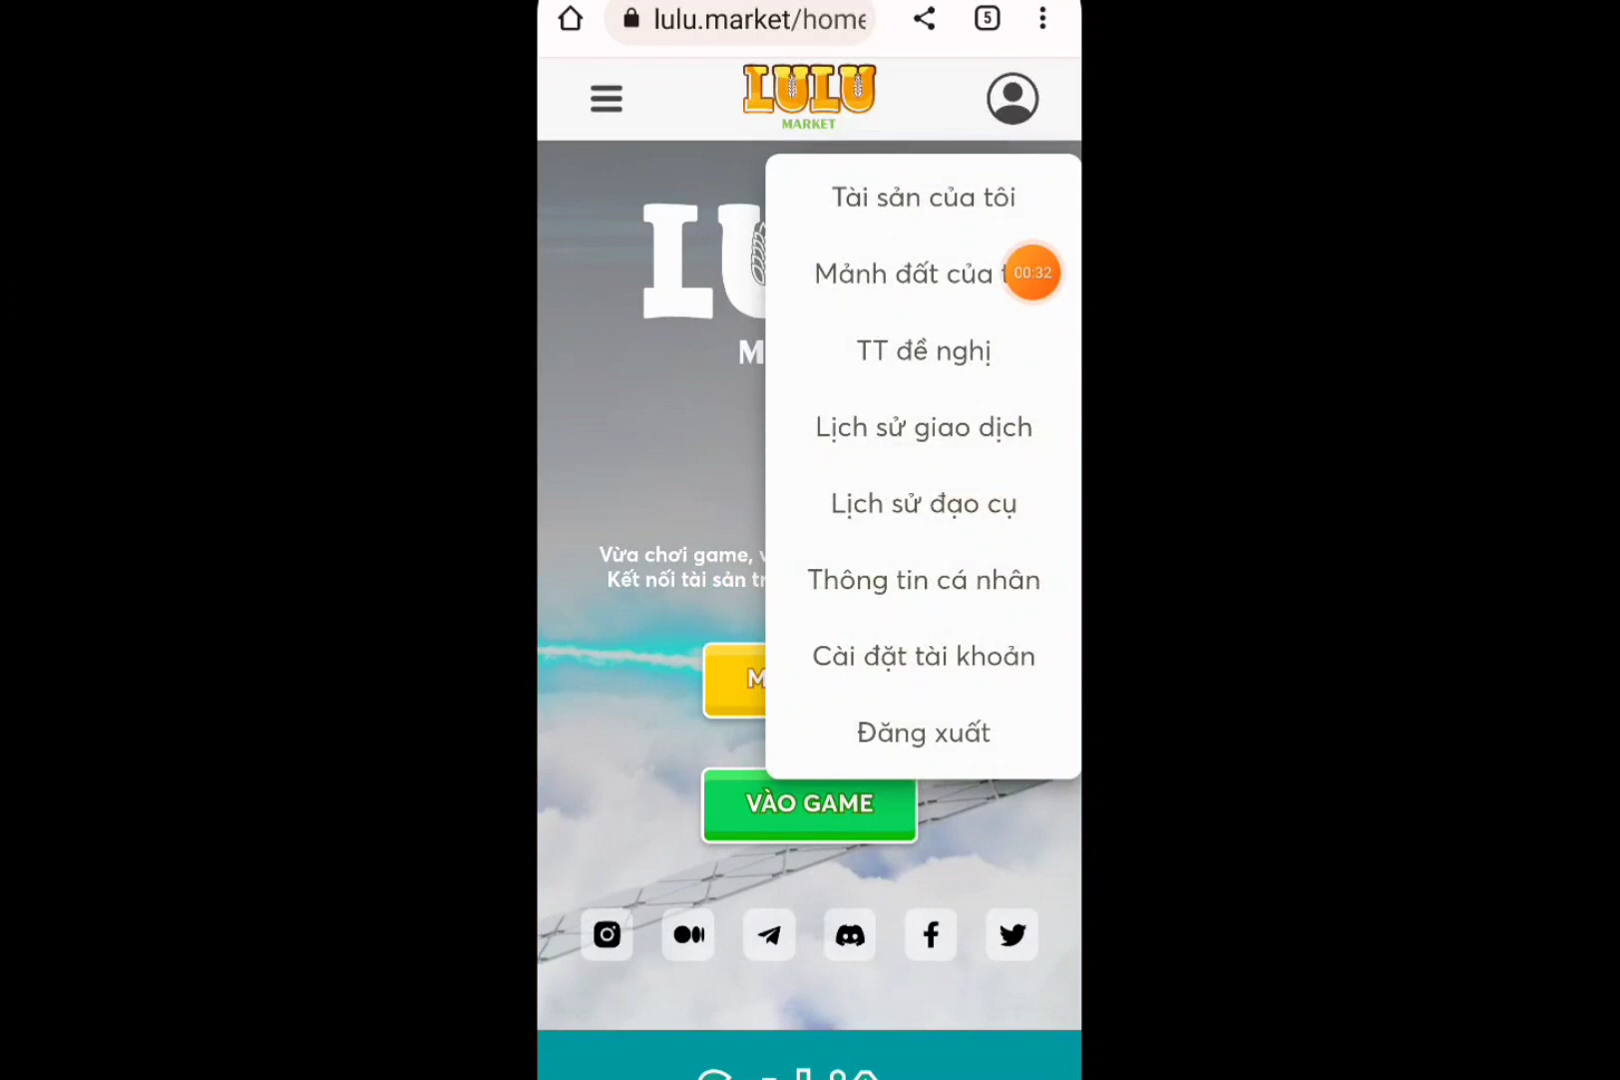 lulu.market/home
5
LULU
MARKET
Tài sản của tôi
Mảnh đất của
00:32
TT đề nghị
Lịch sử giao dịch
Lịch sử đạo cụ
Vừa chơi game,
Kết nối tài sản
Thông tin cá nhân
Cài đặt tài khoản
Đăng xuất
VÀO GAME